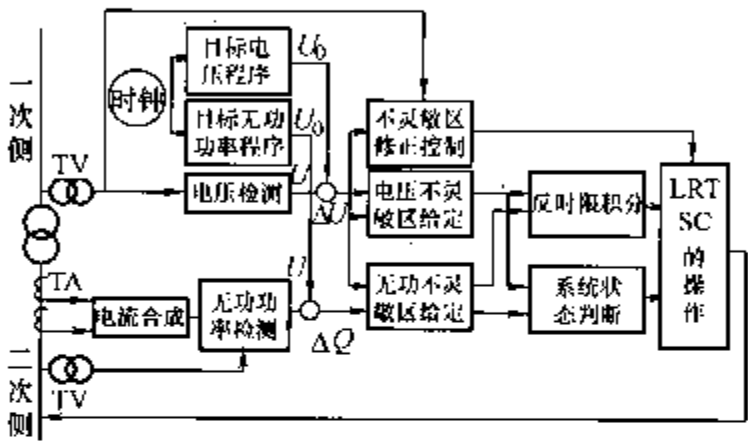 目标电
压程序
U0
时钟
目标无功
功率程序
U0
不灵敏区
修正控制
一次侧
TV
电压检测
U
ΔU
电压不灵
敏区给定
反时限积分
LRT
SC
的
操
作
TA
U
电流合成
无功功
率检测
ΔQ
无功不灵
敏区给定
系统状
态判断
二次侧
TV